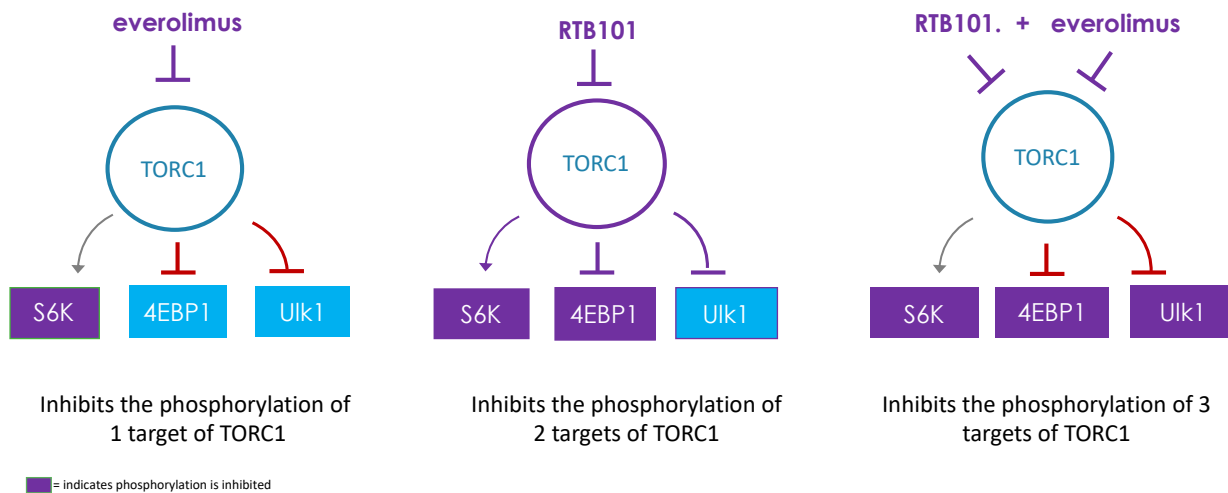 everolimus
TORC1
S6K
4EBP1
Ulk1
Inhibits the phosphorylation of
1 target of TORC1
RTB101
TORC1
S6K
4EBP1
Ulk1
Inhibits the phosphorylation of
2 targets of TORC1
RTB101. + everolimus
TORC1
S6K
4EBP1
Ulk1
Inhibits the phosphorylation of 3
targets of TORC1
= indicates phosphorylation is inhibited